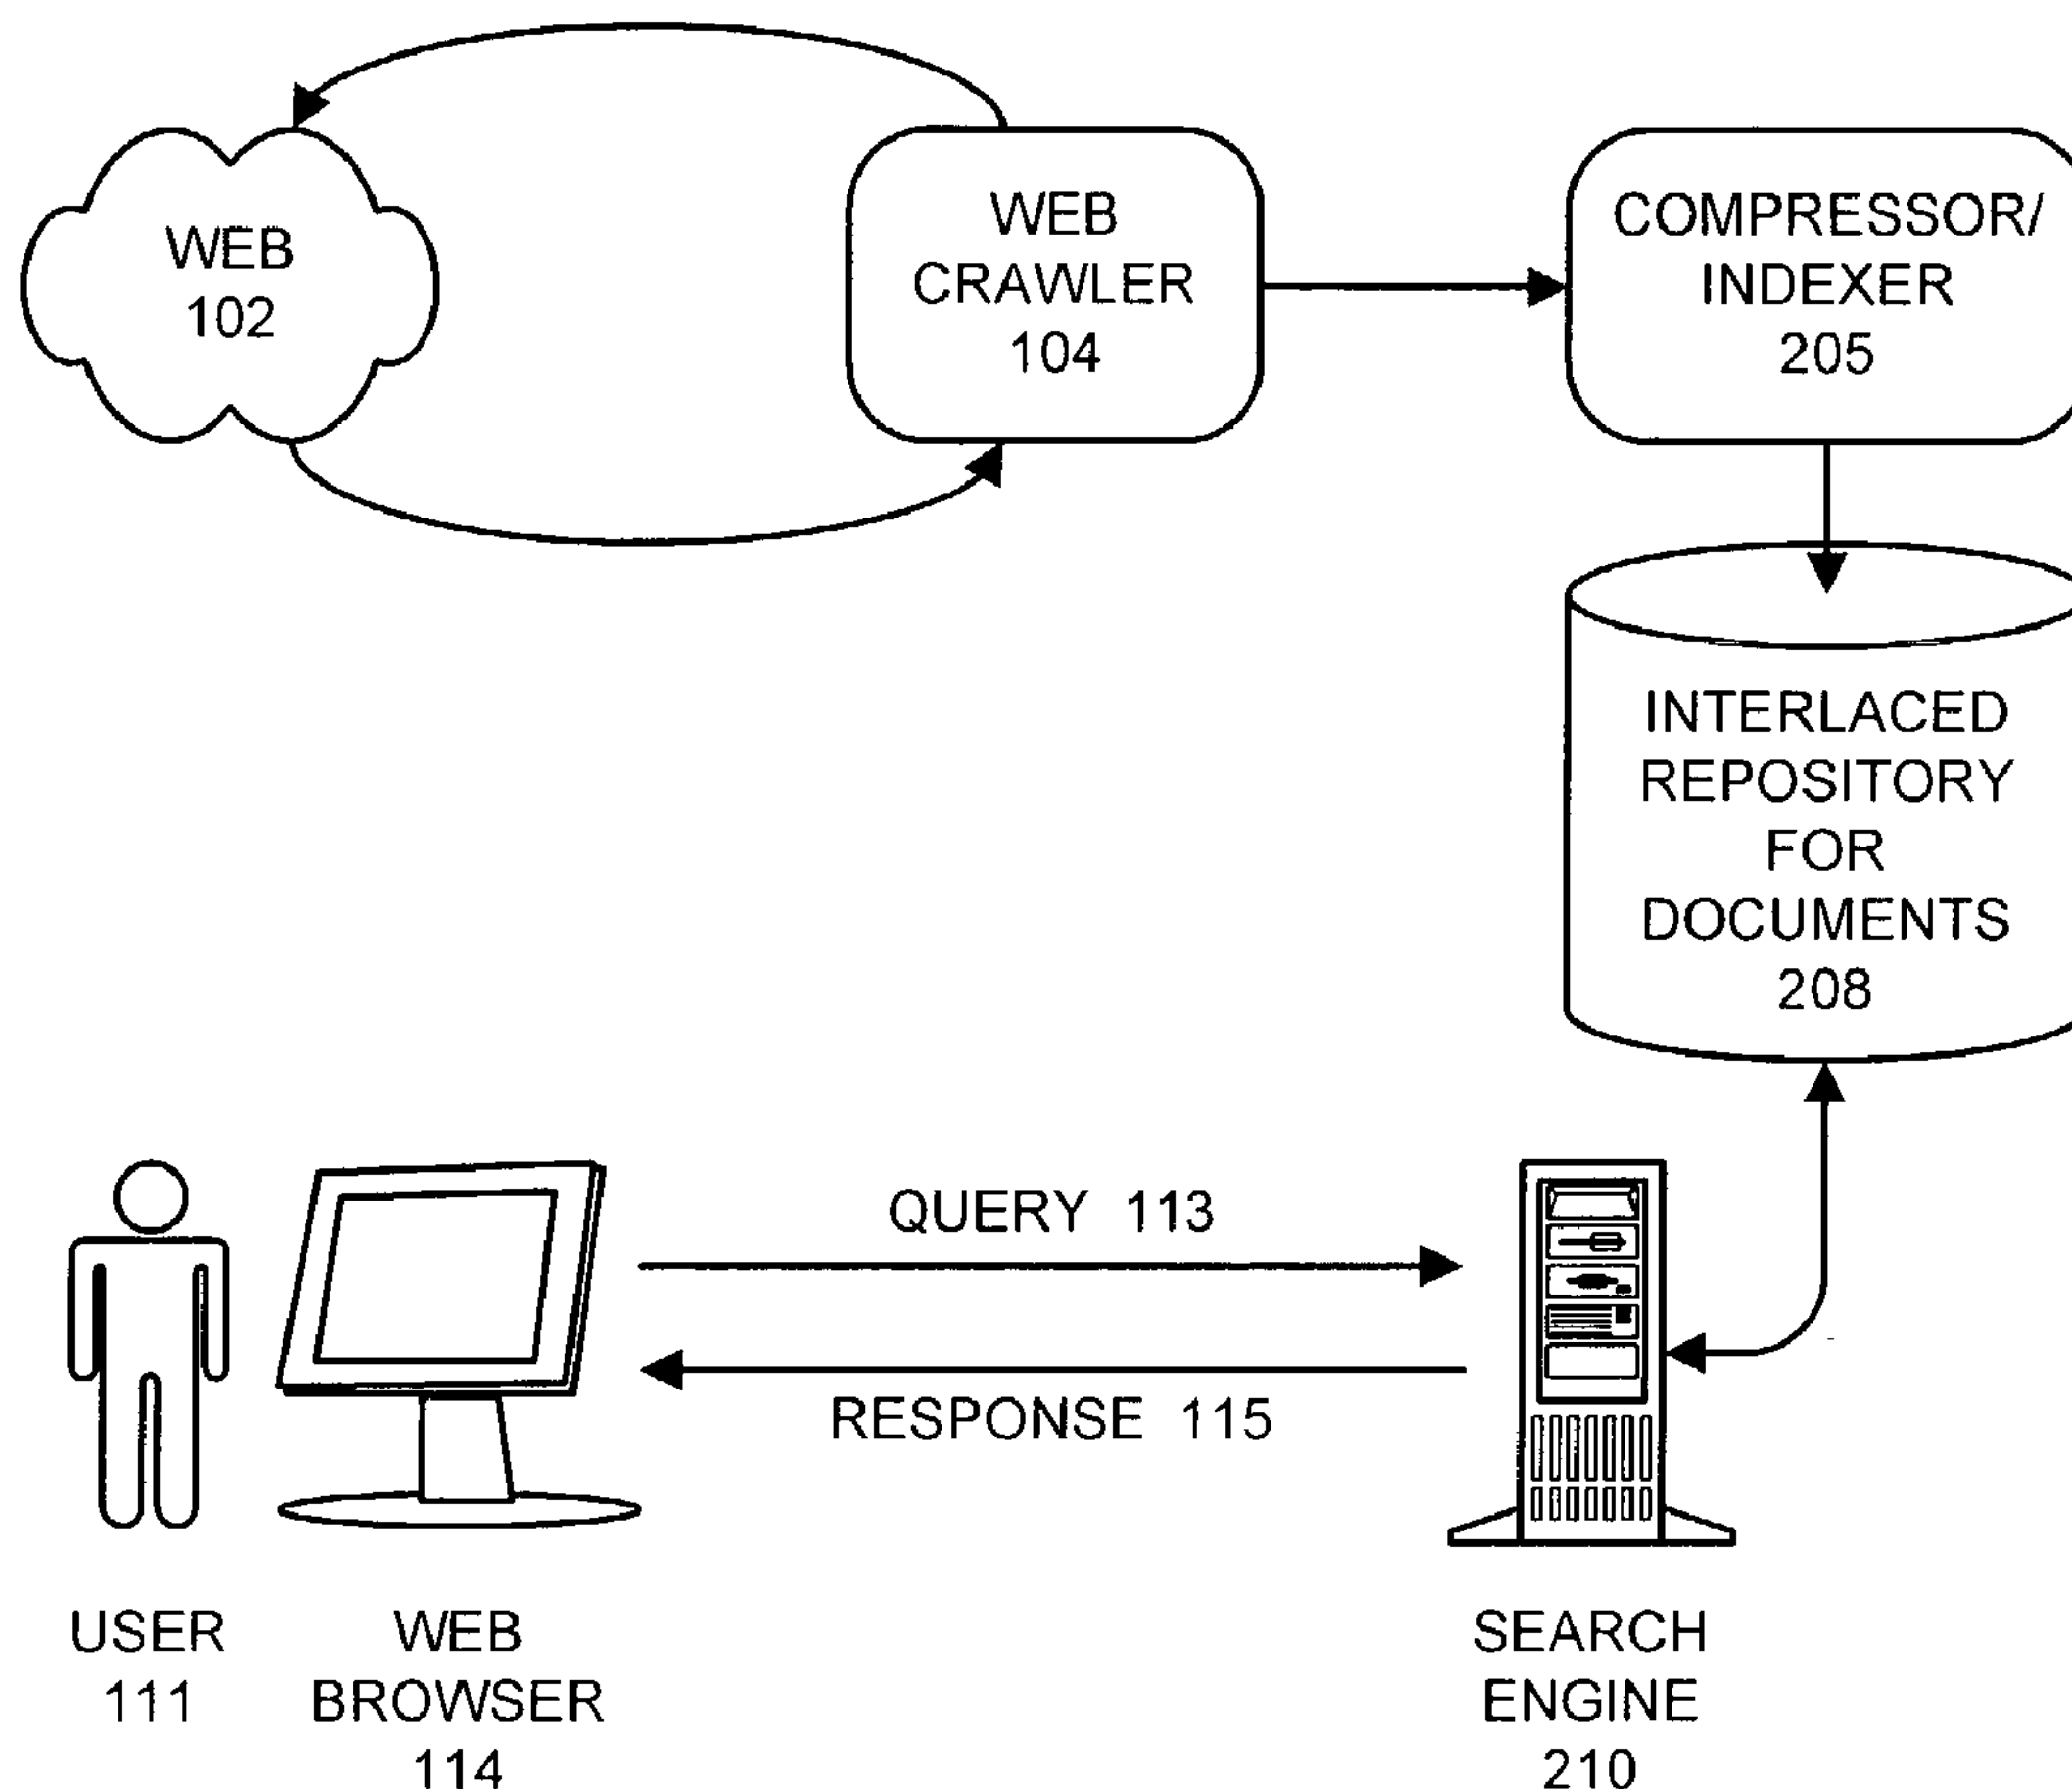 WEB
102
WEB
CRAWLER
104
COMPRESSOR/
INDEXER
205
INTERLACED
REPOSITORY
FOR
DOCUMENTS
208
QUERY 113
RESPONSE 115
USER
111
WEB
BROWSER
114
SEARCH
ENGINE
210